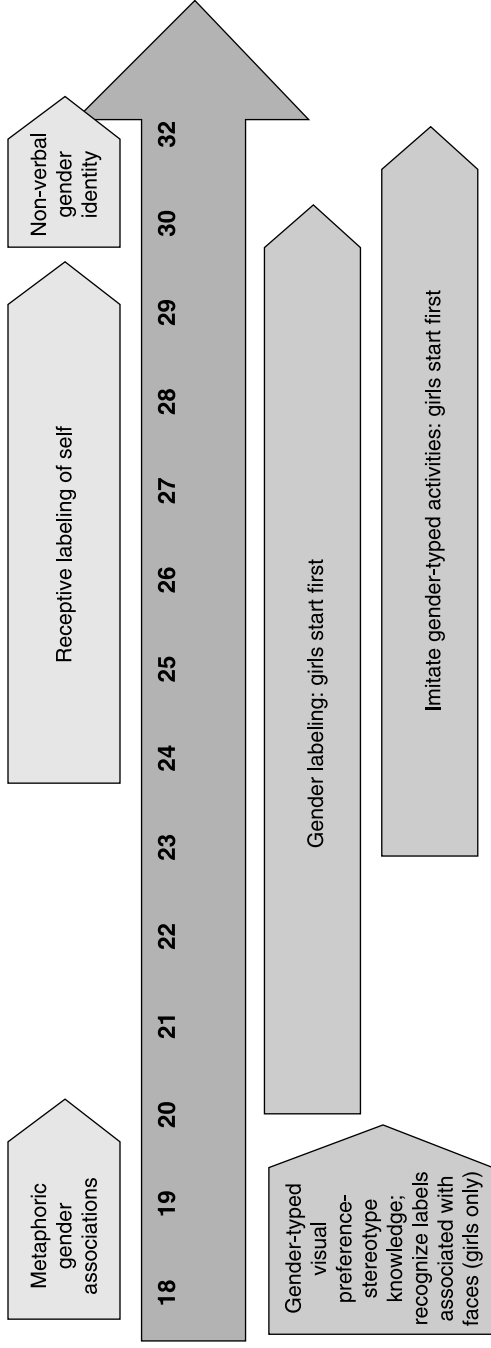 Metaphoric
gender
associations
Receptive labeling of self
Non-verbal
gender
identity
18 19 20 21 22 23 24 25 26 27 28 29 30 32
Gender-typed
visual
preference-
stereotype
knowledge;
recognize labels
associated with
faces (girls only)
Gender labeling: girls start first
Imitate gender-typed activities: girls start first